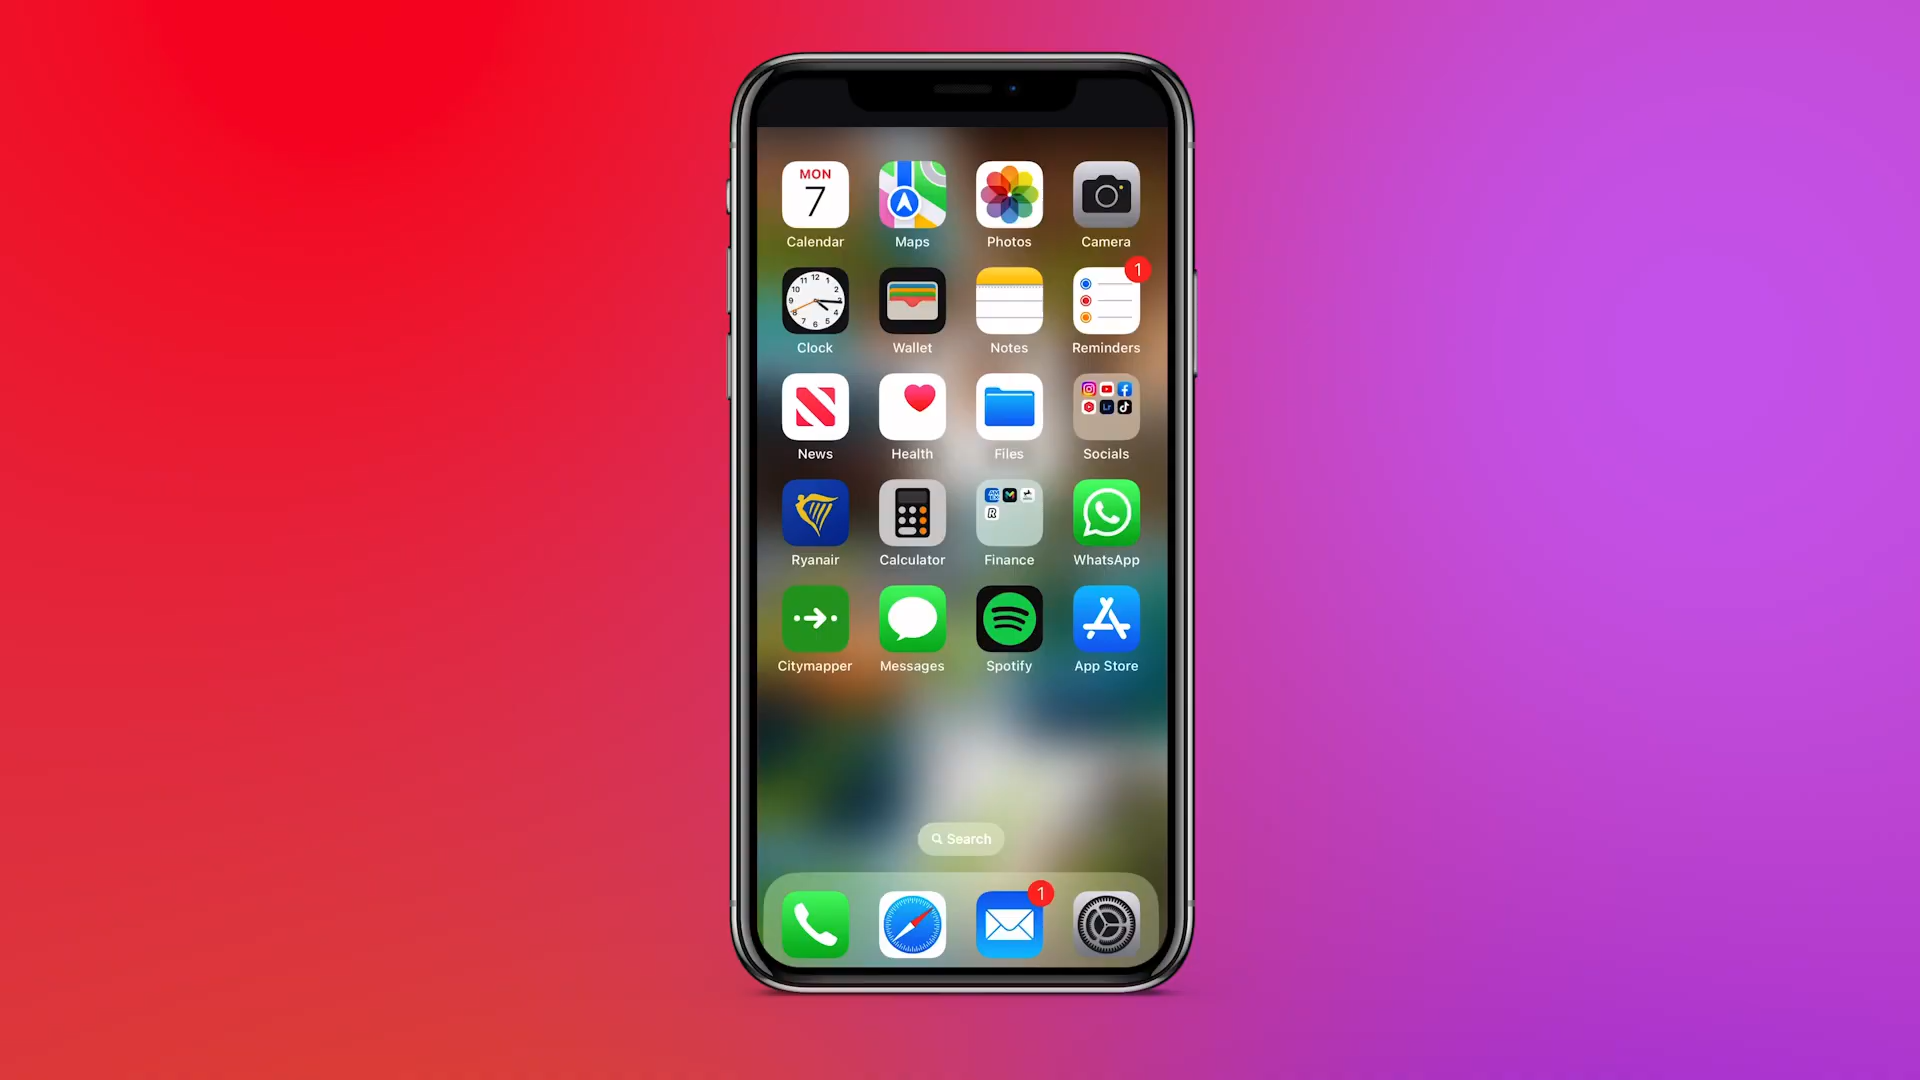 MON
7
Calendar Maps Photos Camera
1
Clock Wallet Notes Reminders
Lr
News Health Files Socials
R
Ryanair Calculator Finance WhatsApp
Citymapper Messages Spotify App Store
Search
1